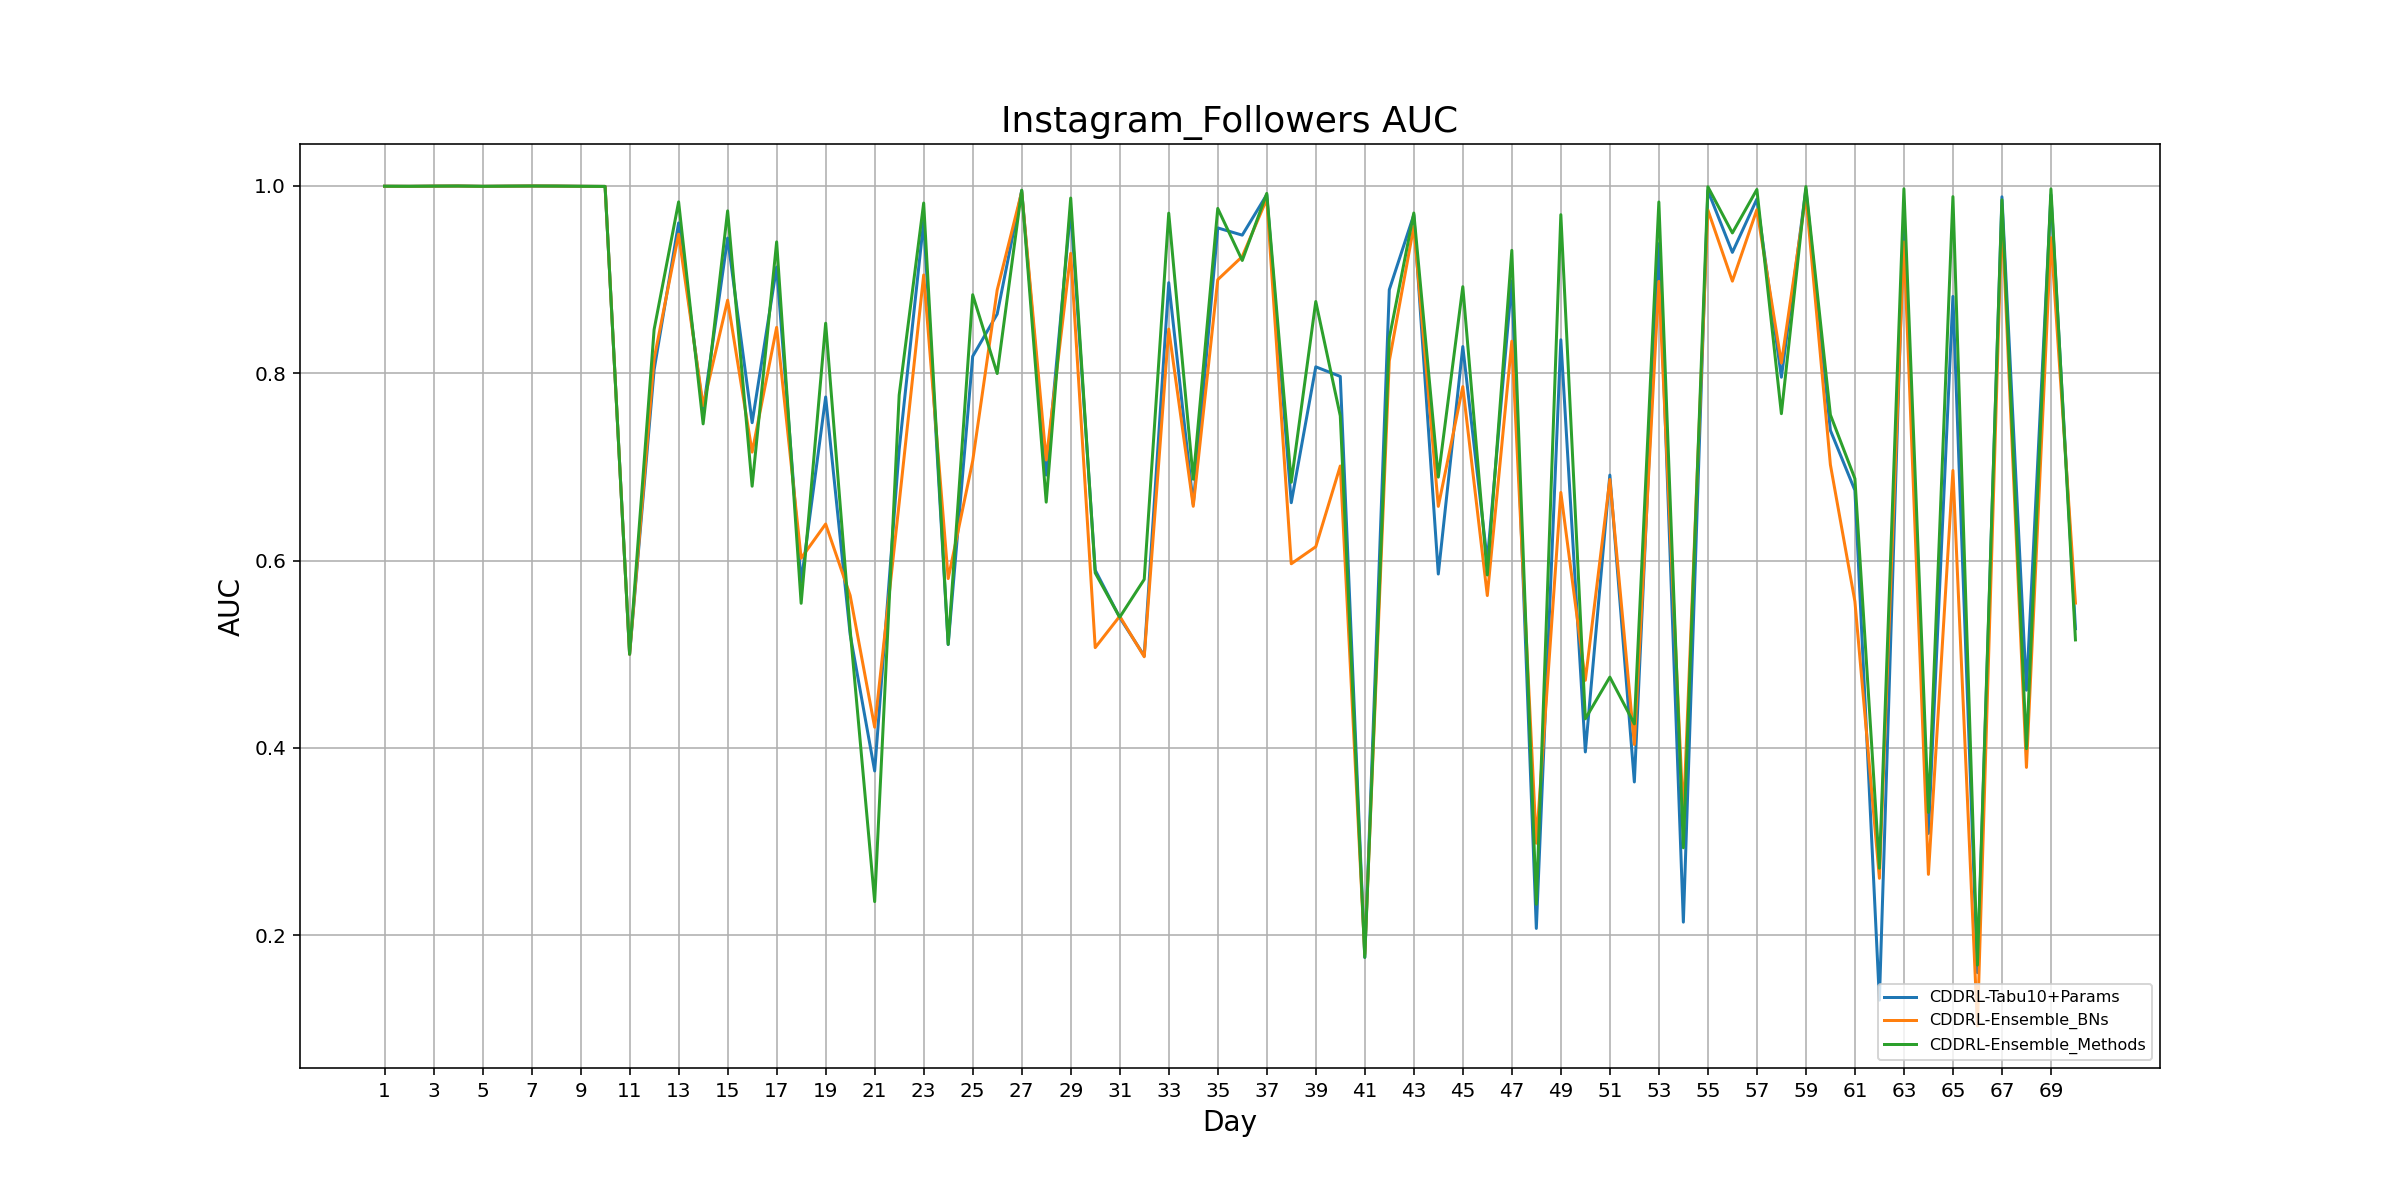 Instagram_Followers AUC
1.0
0.8
0.6
0.4
0.2
AUC
CDDRL-Tabu10+Params
CDDRL-Ensemble_BNs
CDDRL-Ensemble_Methods
1 3 5 7 9 11 13 15 17 19 21 23 25 27 29 31 33 35 37 39 41 43 45 47 49 51 53 55 57 59 61 63 65 67 69
Day